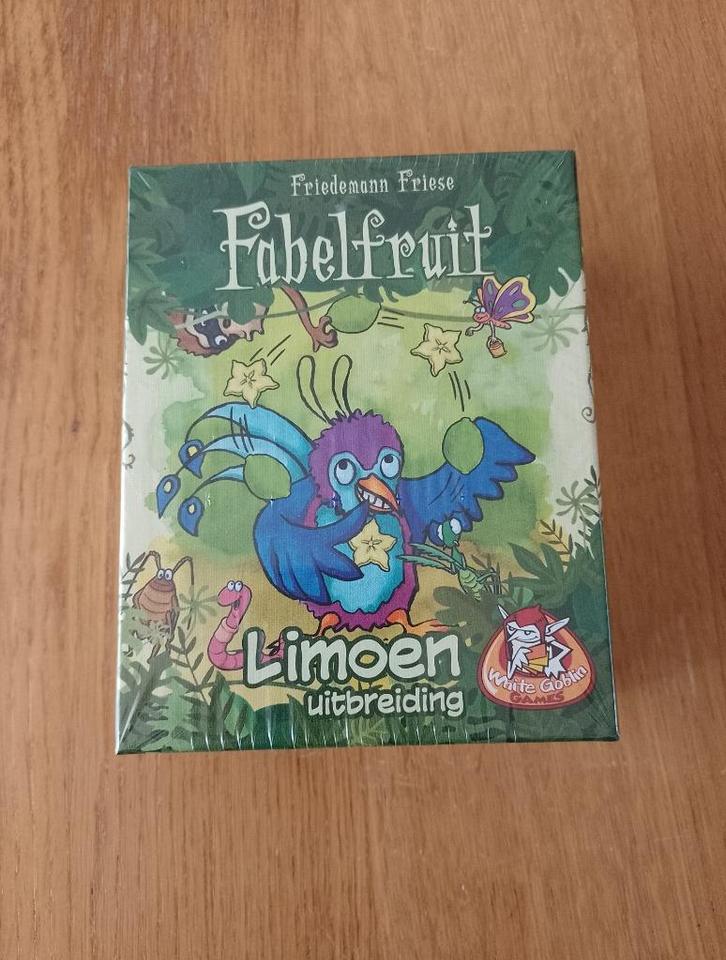 Friedemann Friese
Fabelfruit
Limoen
uitbreiding
White Goblin
GAMES